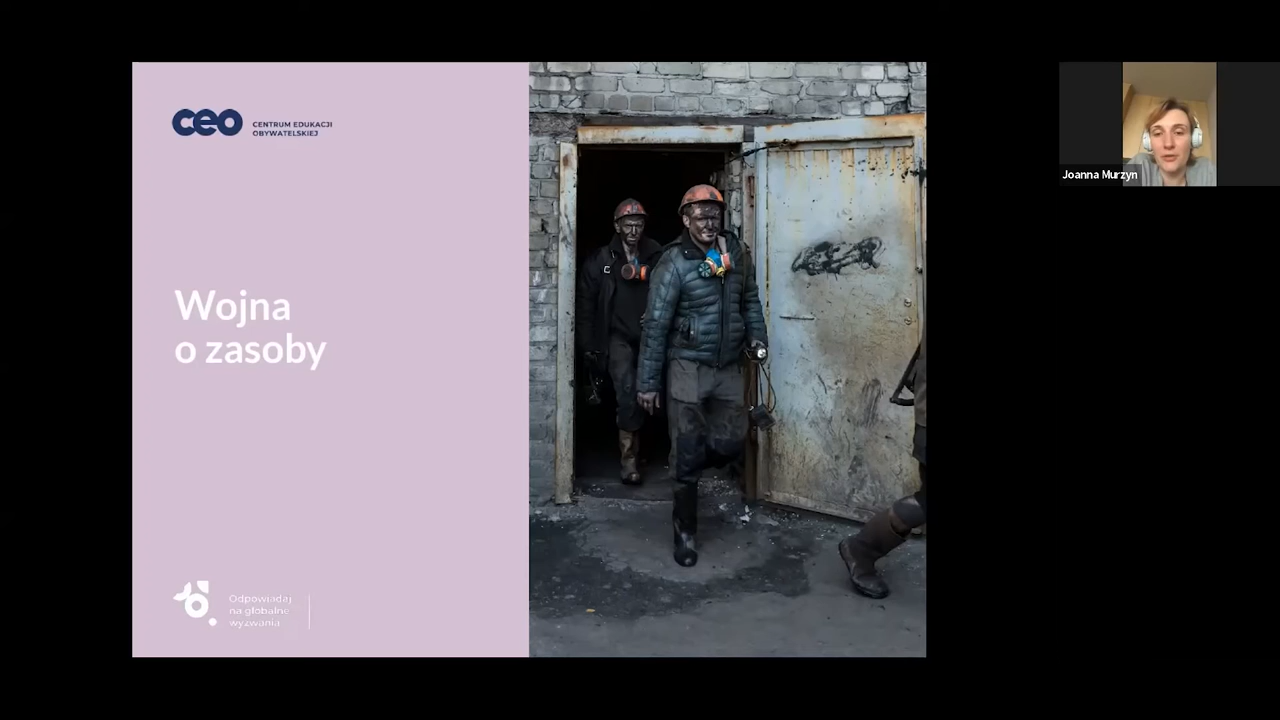 ceo
CENTRUM EDUKACJI
OBYWATELSKIEJ
Wojna
o zasoby
Odpowiadaj
na globalne
wyzwania
Joanna Murzyn